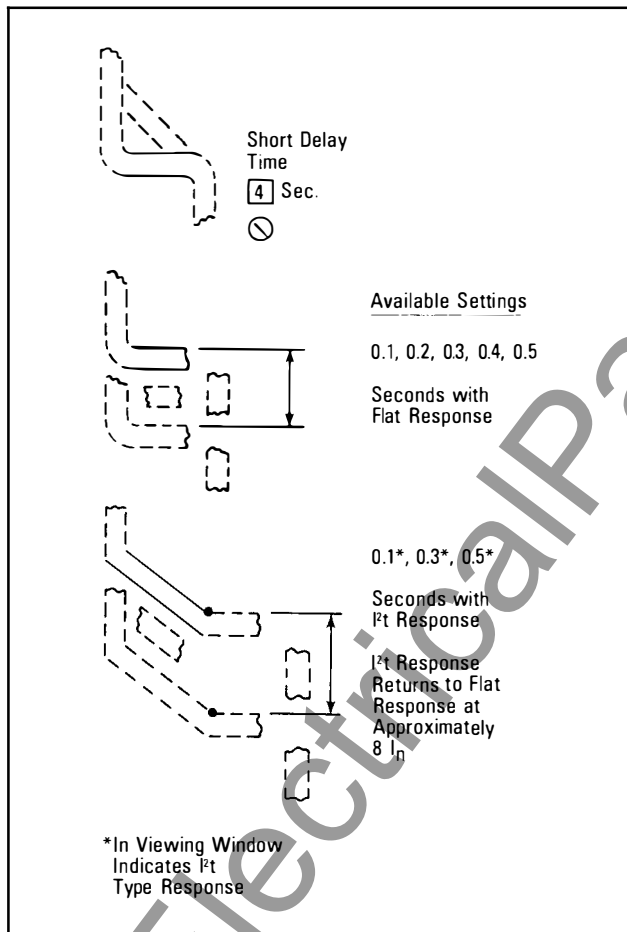 Short Delay
Time
4 Sec.
Available Settings
0.1, 0.2, 0.3, 0.4, 0.5
Seconds with
Flat Response
0.1*, 0.3*, 0.5*
Seconds with
I²t Response
I²t Response
Returns to Flat
Response at
Approximately
8 Iₙ
*In Viewing Window
Indicates I²t
Type Response
ElectricalPa